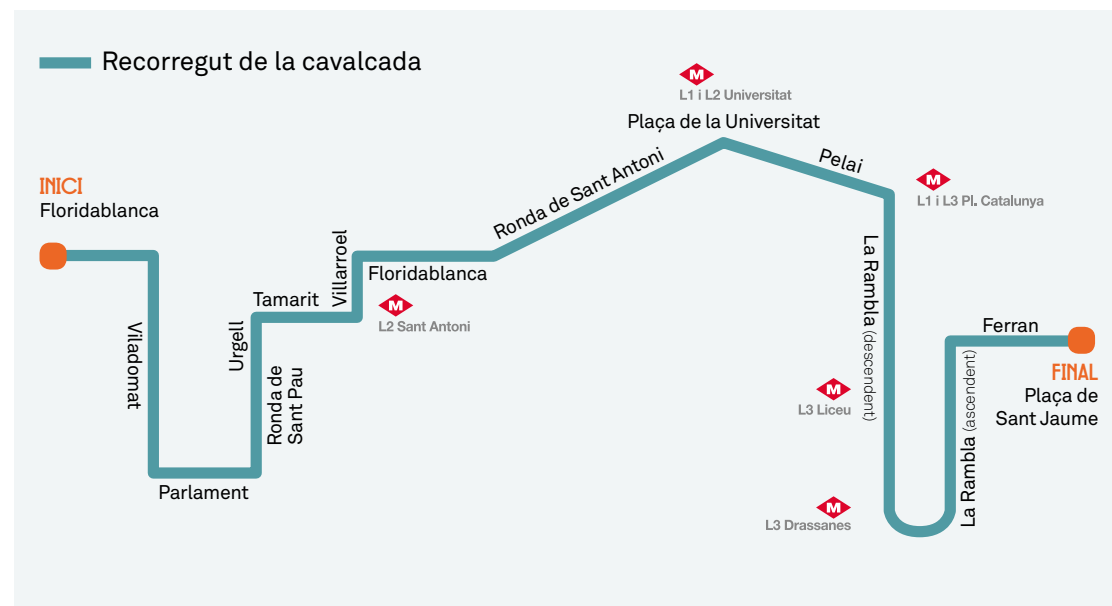 Recorregut de la cavalcada
M
L1 i L2 Universitat
Plaça de la Universitat
Pelai
M
L1 i L3 Pl. Catalunya
INICI
Floridablanca
Viladomat
Parlament
Ronda de
Sant Pau
Urgell
Tamarit
Villarroel
Floridablanca
M
L2 Sant Antoni
Ronda de Sant Antoni
La Rambla (descendent)
M
L3 Liceu
M
L3 Drassanes
La Rambla (ascendent)
Ferran
FINAL
Plaça de
Sant Jaume